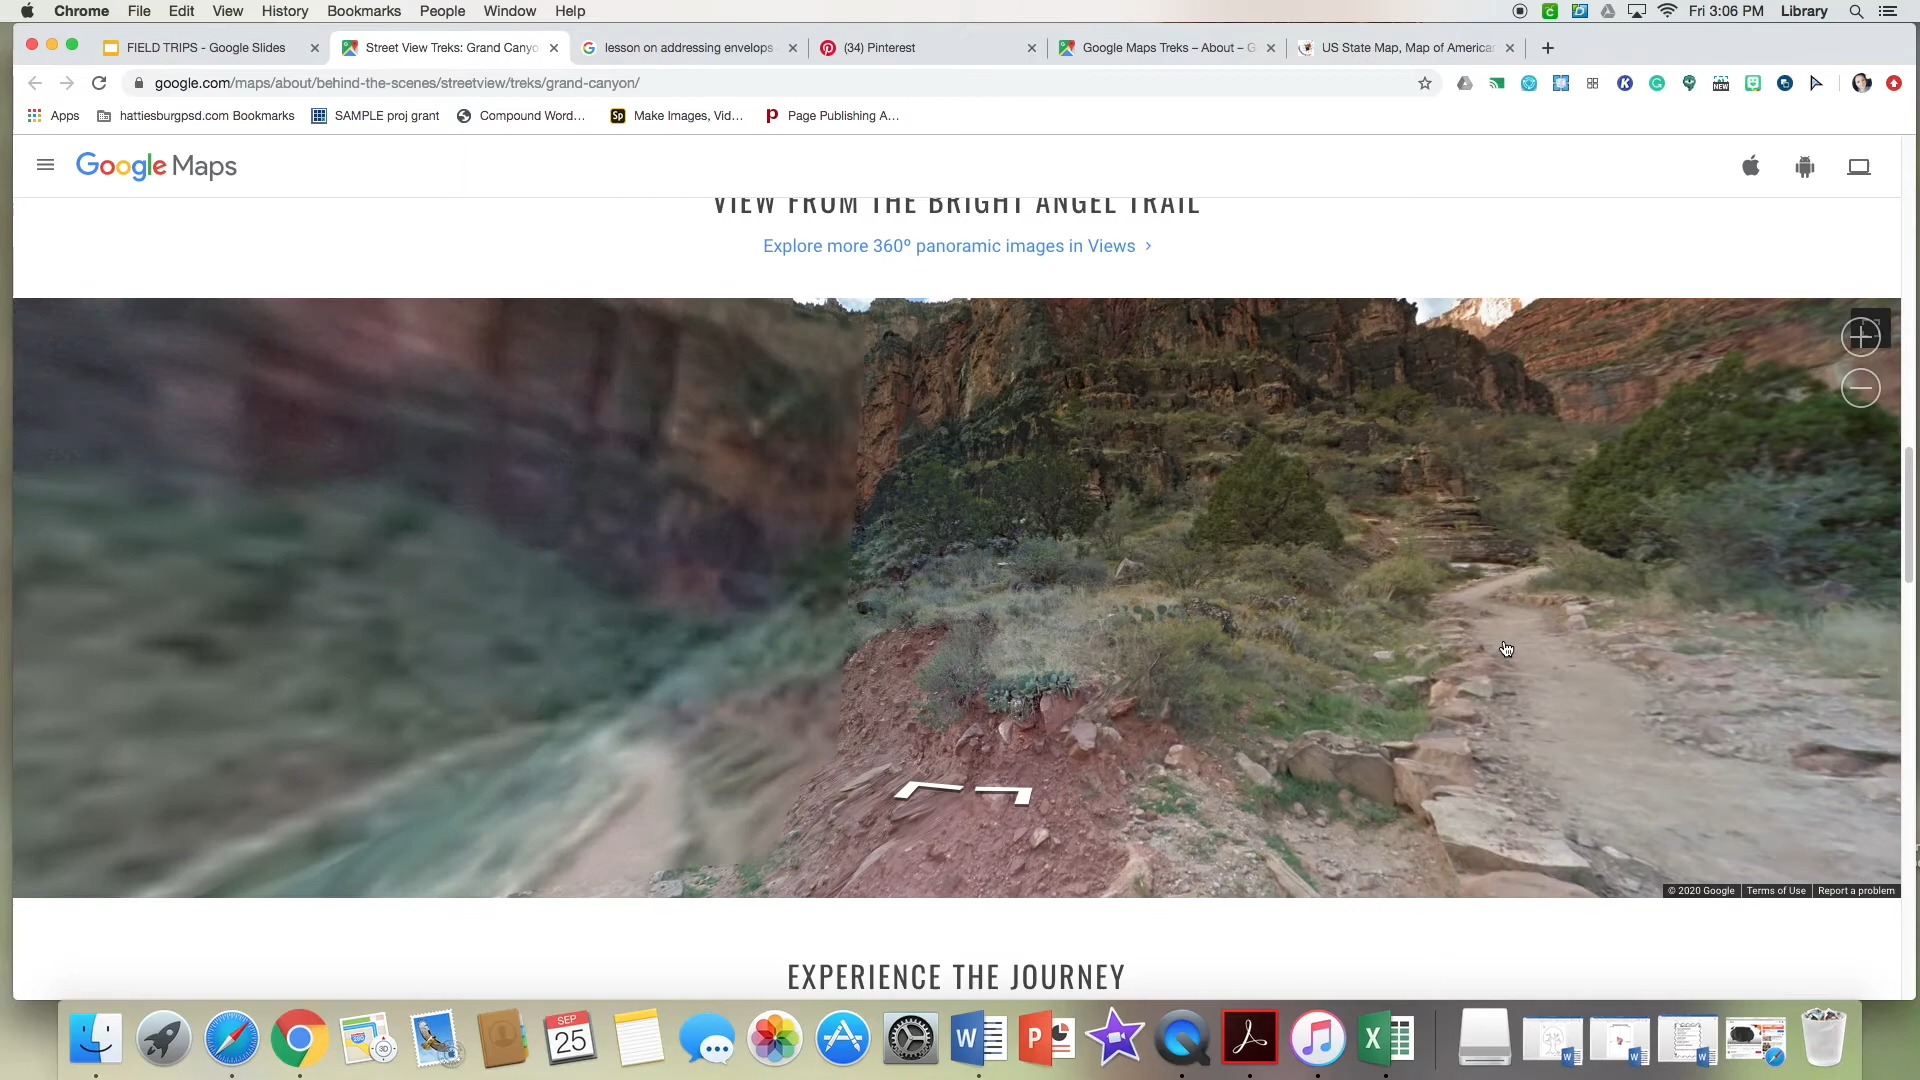 Chrome File Edit View History Bookmarks People Window Help Fri 3:06 PM Library
FIELD TRIPS - Google Slides
Street View Treks: Grand Canyo
lesson on addressing envelops
(34) Pinterest
Google Maps Treks – About – G
US State Map, Map of American
google.com/maps/about/behind-the-scenes/streetview/treks/grand-canyon/
NEW
Apps hattiesburgpsd.com Bookmarks SAMPLE proj grant Compound Word... Make Images, Vid... Page Publishing A...
Google Maps
VIEW FROM THE BRIGHT ANGEL TRAIL
Explore more 360º panoramic images in Views
© 2020 Google Terms of Use Report a problem
EXPERIENCE THE JOURNEY
SEP
25